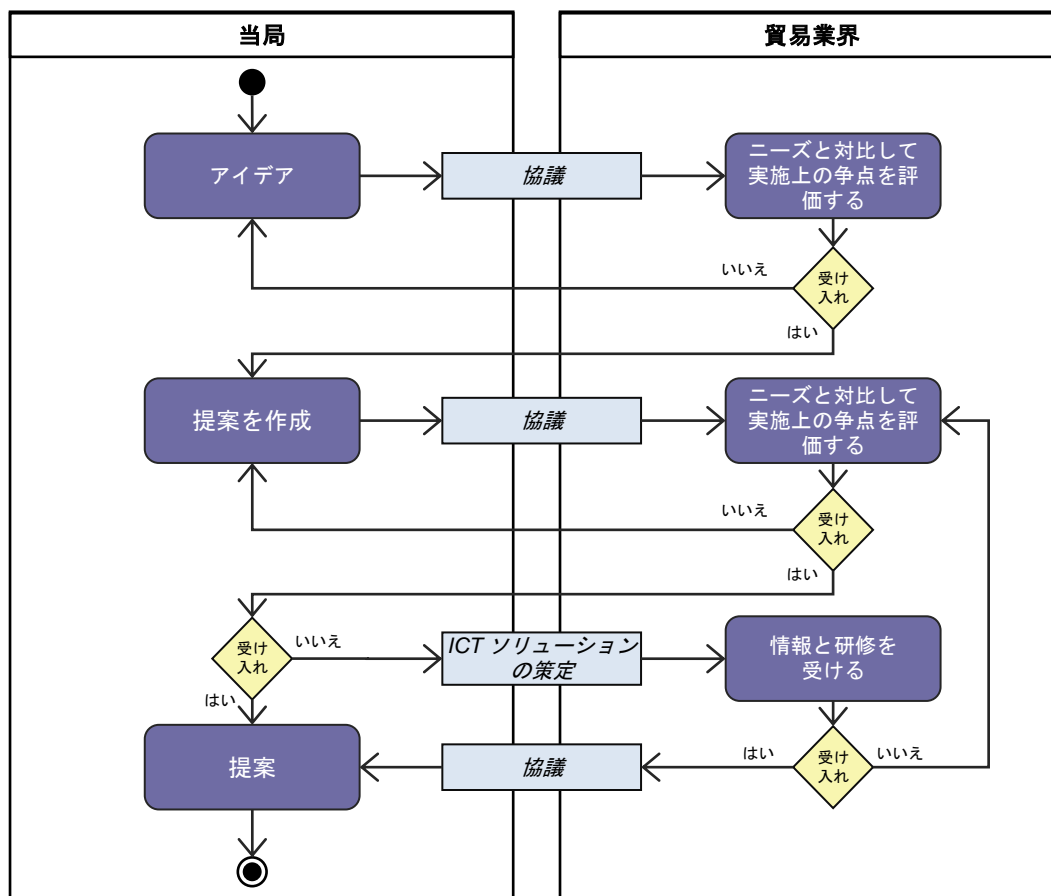 当局
貿易業界
アイデア
協議
ニーズと対比して
実施上の争点を評
価する
いいえ
受け
入れ
はい
提案を作成
協議
ニーズと対比して
実施上の争点を評
価する
いいえ
受け
入れ
はい
受け
入れ
いいえ
ICT ソリューション
の策定
情報と研修を
受ける
はい
提案
協議
はい
受け
入れ
いいえ